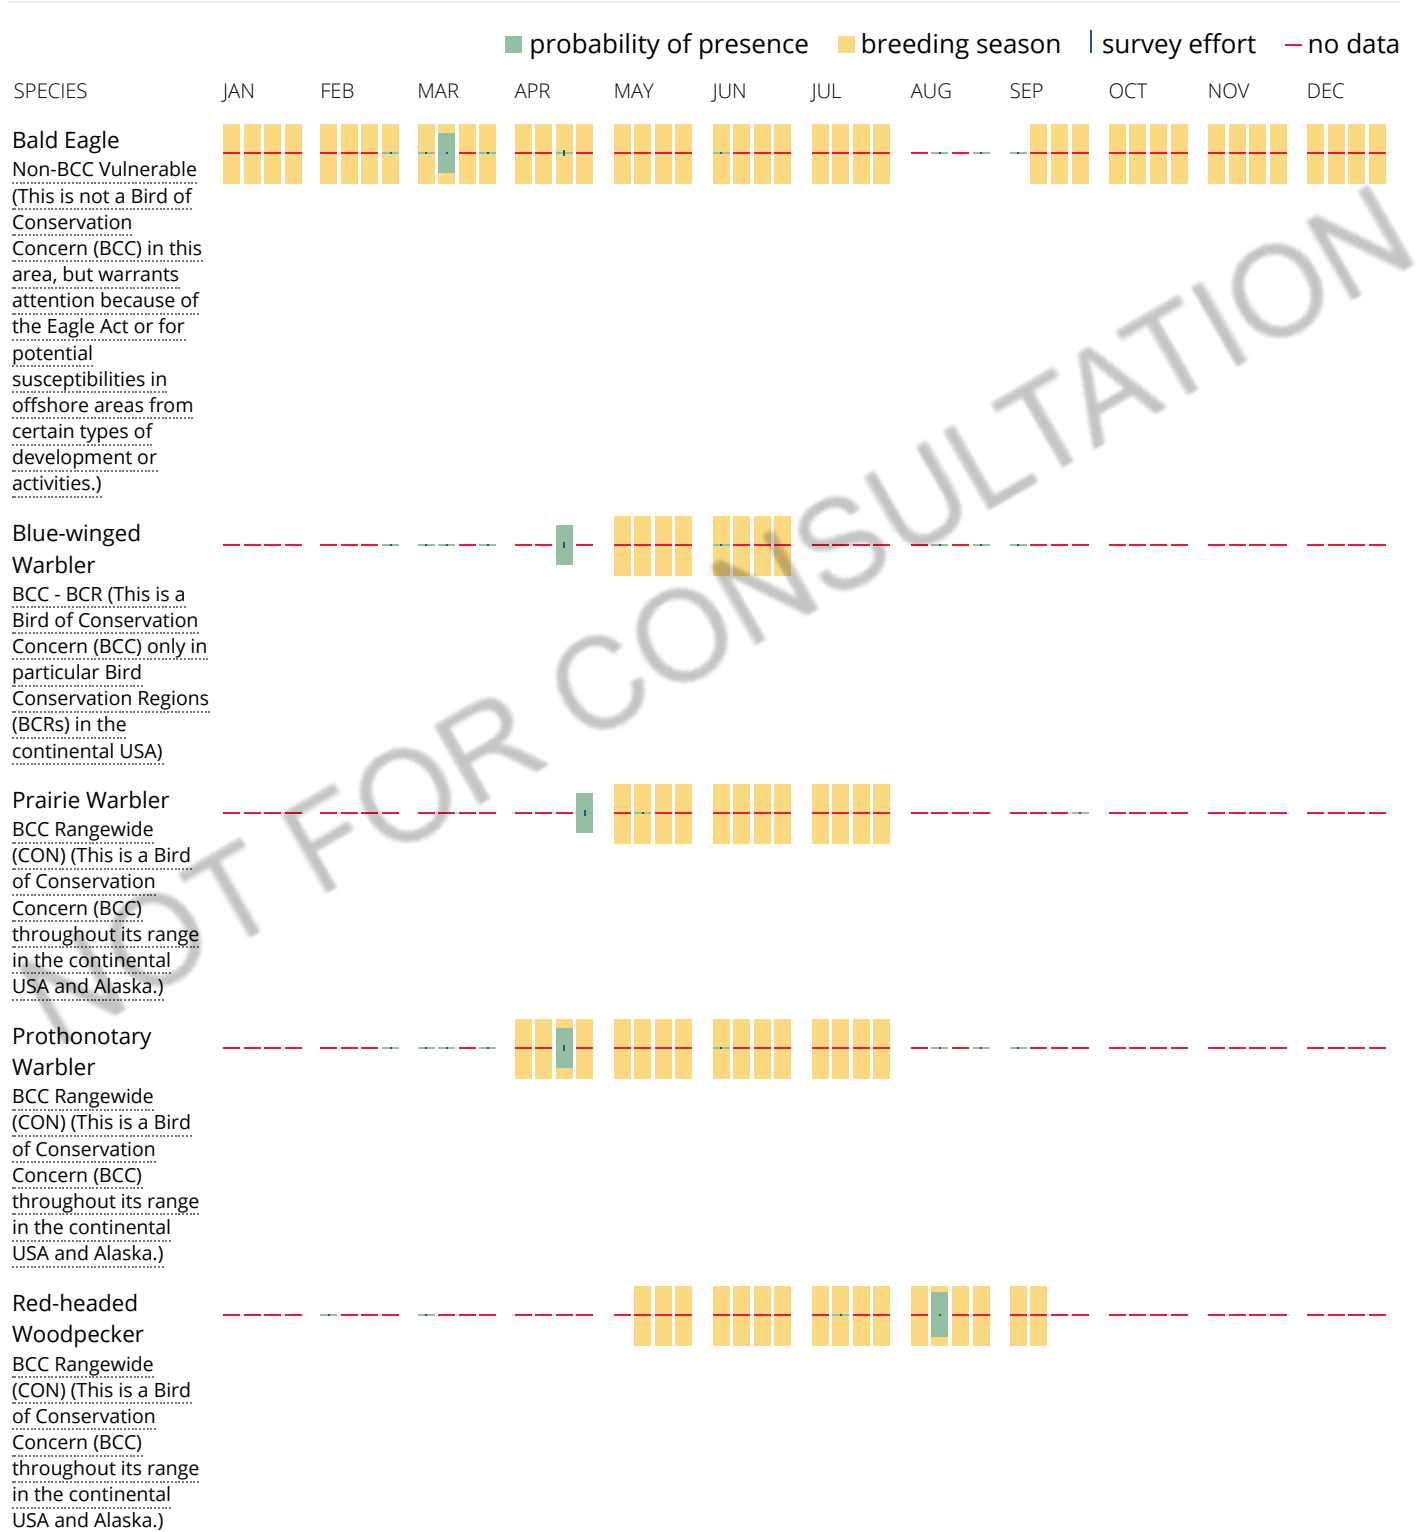 probability of presence breeding season survey effort no data
SPECIES JAN FEB MAR APR MAY JUN JUL AUG SEP OCT NOV DEC
Bald Eagle
Non-BCC Vulnerable
(This is not a Bird of
Conservation
Concern (BCC) in this
area, but warrants
attention because of
the Eagle Act or for
potential
susceptibilities in
offshore areas from
certain types of
development or
activities.)
Blue-winged
Warbler
BCC - BCR (This is a
Bird of Conservation
Concern (BCC) only in
particular Bird
Conservation Regions
(BCRs) in the
continental USA)
Prairie Warbler
BCC Rangewide
(CON) (This is a Bird
of Conservation
Concern (BCC)
throughout its range
in the continental
USA and Alaska.)
Prothonotary
Warbler
BCC Rangewide
(CON) (This is a Bird
of Conservation
Concern (BCC)
throughout its range
in the continental
USA and Alaska.)
Red-headed
Woodpecker
BCC Rangewide
(CON) (This is a Bird
of Conservation
Concern (BCC)
throughout its range
in the continental
USA and Alaska.)
NOT FOR CONSULTATION